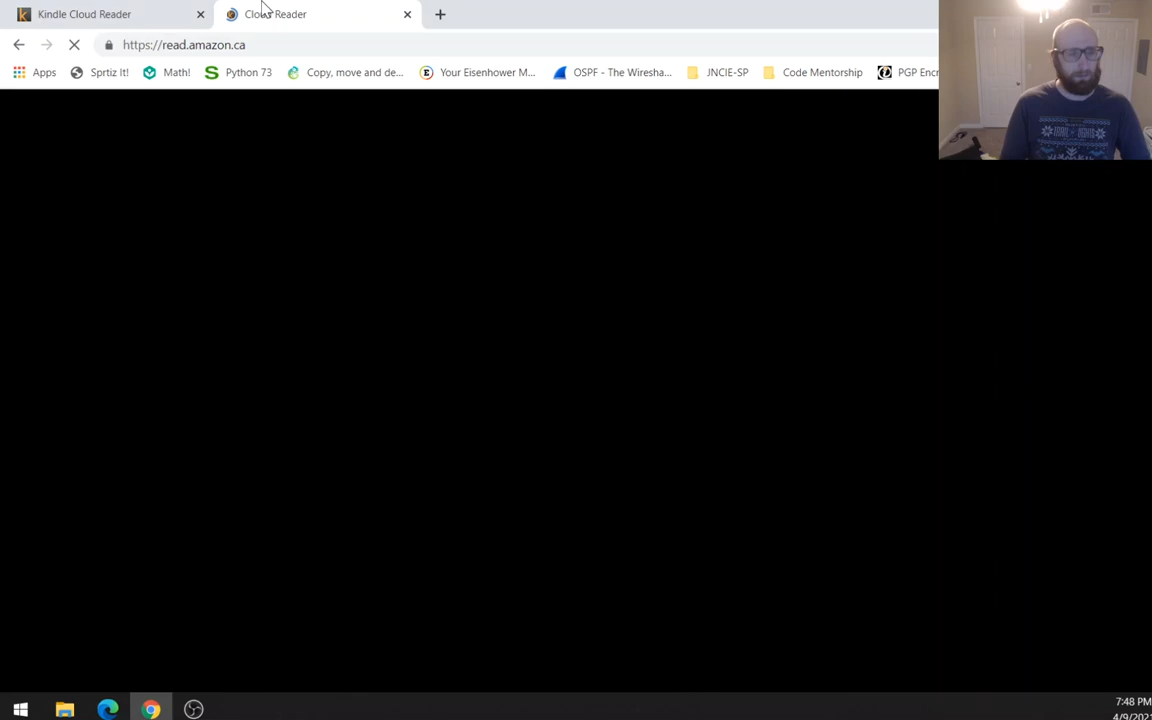 Kindle Cloud Reader
Cloud Reader
https://read.amazon.ca
Apps
Sprtiz It!
Math!
Python 73
Copy, move and de...
Your Eisenhower M...
OSPF - The Wiresha...
JNCIE-SP
Code Mentorship
PGP Encr
7:48 PM